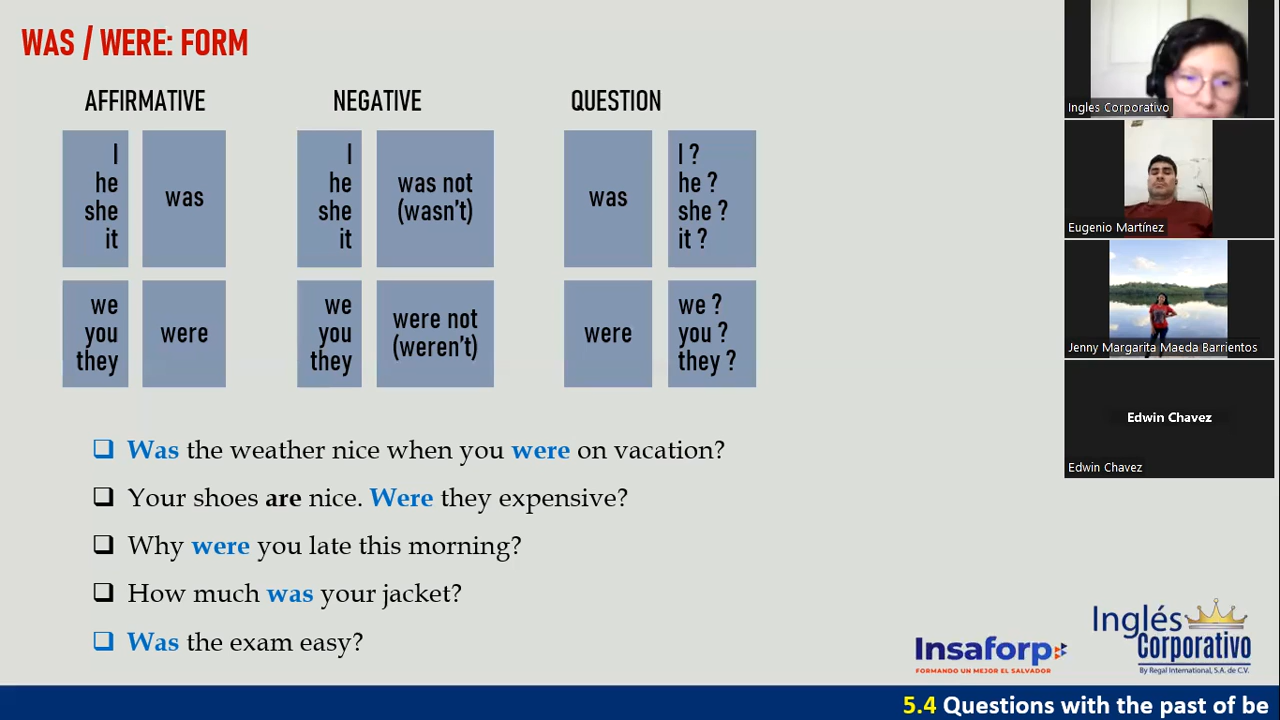 WAS / WERE: FORM
AFFIRMATIVE
I
he
she
it
was
we
you
they
were
NEGATIVE
I
he
she
it
was not
(wasn't)
we
you
they
were not
(weren't)
QUESTION
was
I ?
he ?
she ?
it ?
were
we ?
you ?
they ?
Was the weather nice when you were on vacation?
Your shoes are nice. Were they expensive?
Why were you late this morning?
How much was your jacket?
Was the exam easy?
Ingles Corporativo
Eugenio Martínez
Jenny Margarita Maeda Barrientos
Edwin Chavez
Edwin Chavez
Insaforp
FORMANDO UN MEJOR EL SALVADOR
Inglés
Corporativo
By Regal International, S.A. de C.V.
5.4 Questions with the past of be